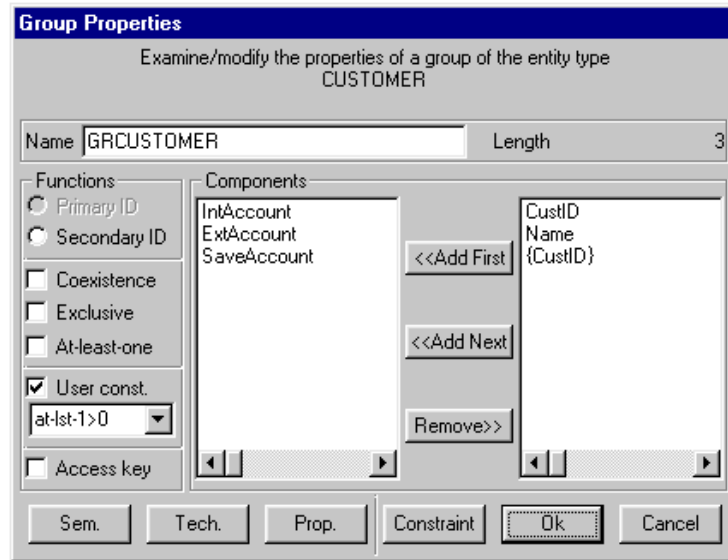 Group Properties
Examine/modify the properties of a group of the entity type
CUSTOMER
Name GRCUSTOMER Length 3
Functions Components
Primary ID
Secondary ID
Coexistence
Exclusive
At-least-one
User const.
at-lst-1>0
Access key
IntAccount
ExtAccount
SaveAccount
<<Add First
<<Add Next
Remove>>
CustID
Name
{CustID}
Sem. Tech. Prop. Constraint Ok Cancel